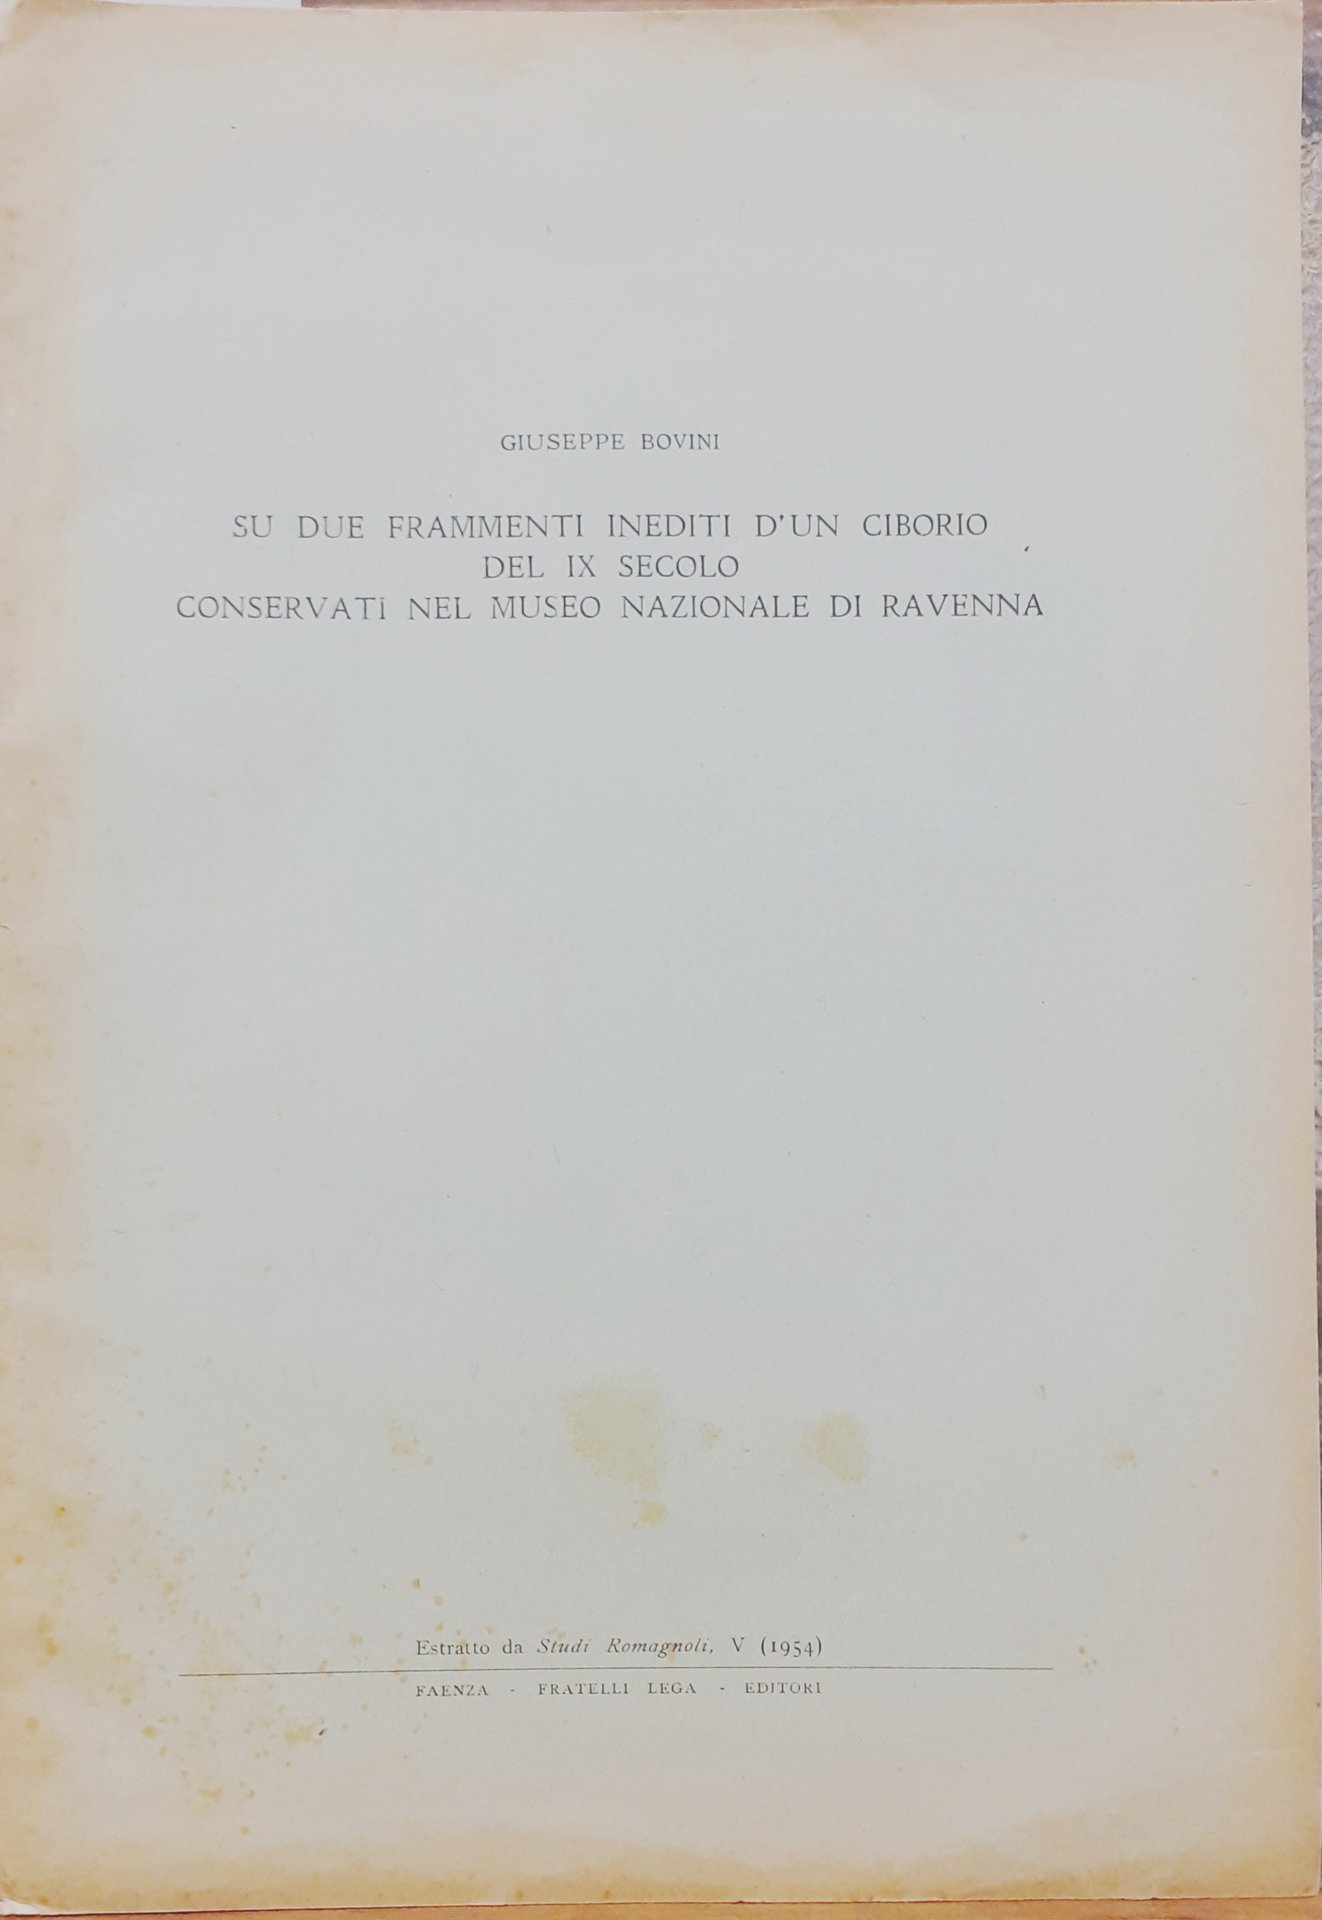 GIUSEPPE BOVINI
SU DUE FRAMMENTI INEDITI D'UN CIBORIO
DEL IX SECOLO
CONSERVATI NEL MUSEO NAZIONALE DI RAVENNA
Estratto da Studi Romagnoli, V (1954)
FAENZA - FRATELLI LEGA - EDITORI